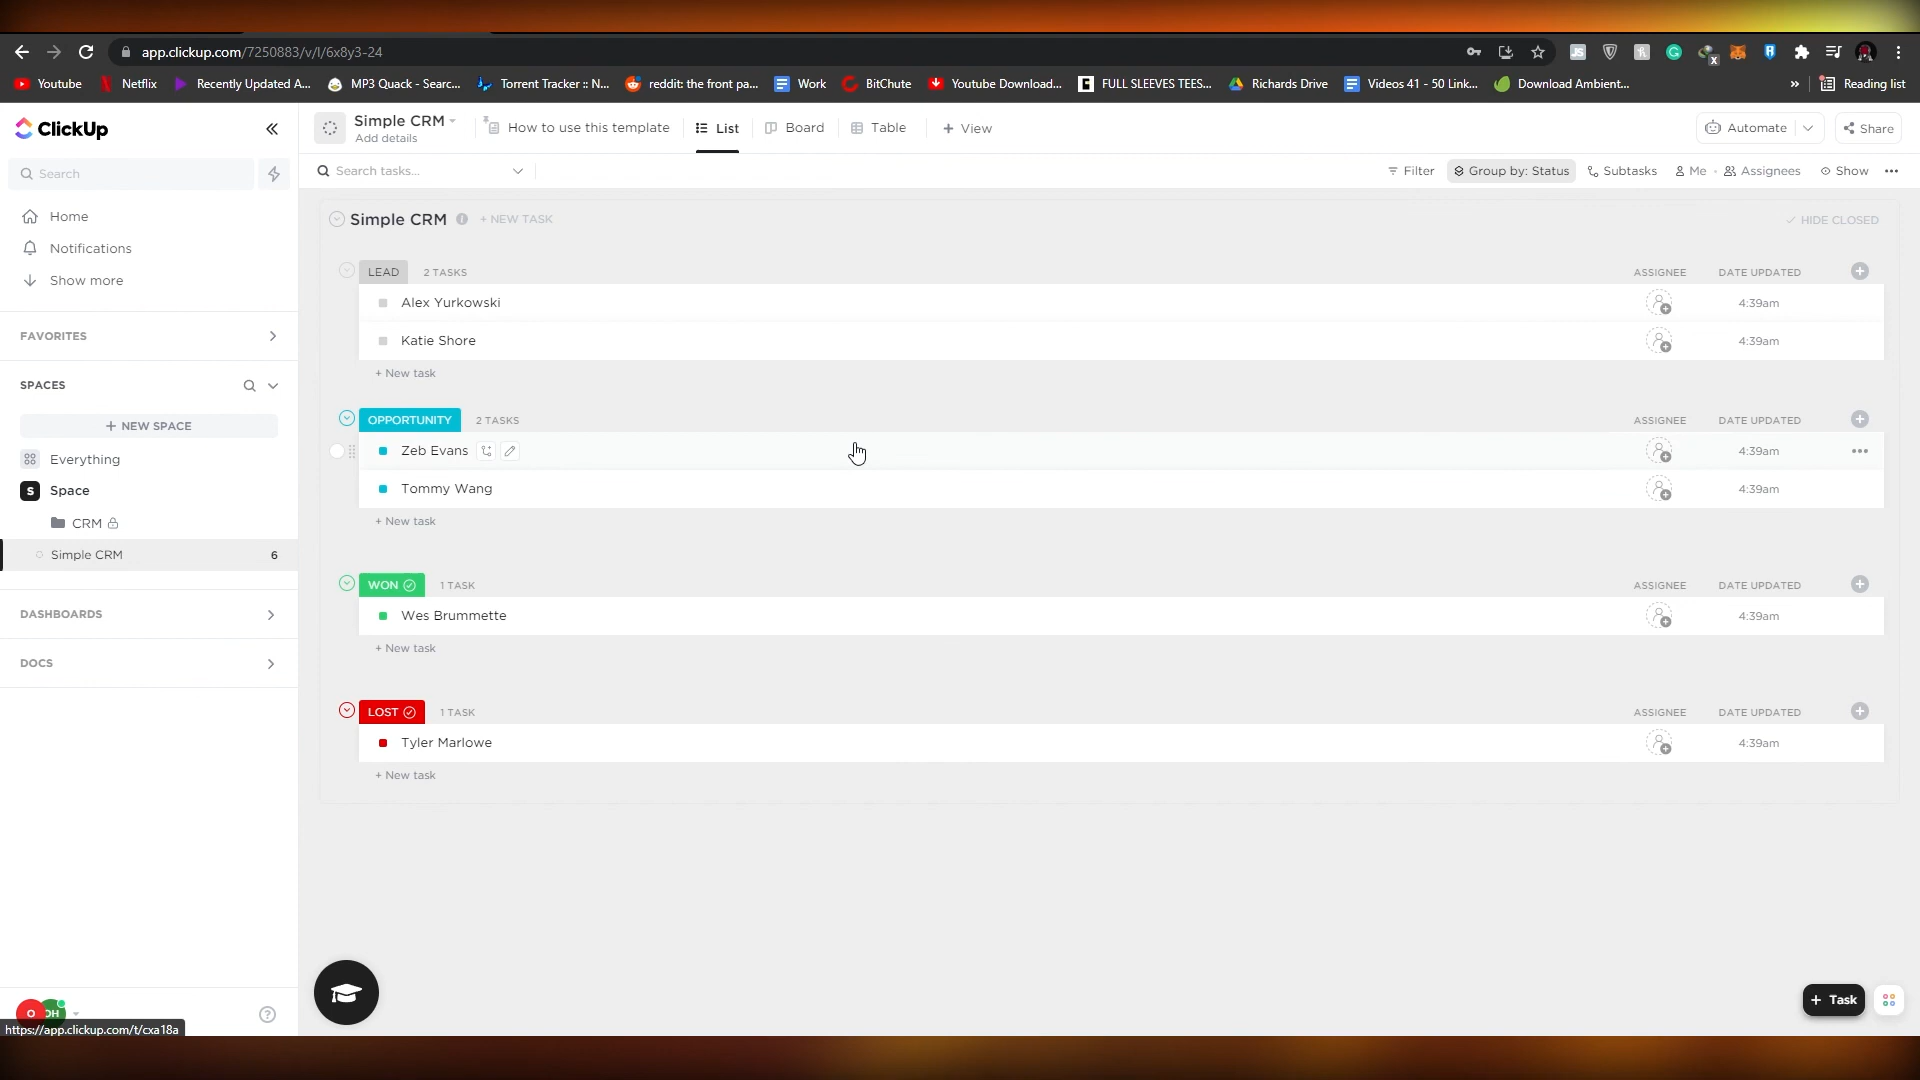 app.clickup.com/7250883/v/l/6x8y3-24
Youtube Netflix Recently Updated A... MP3 Quack - Searc... Torrent Tracker :: N... reddit: the front pa... Work BitChute Youtube Download... FULL SLEEVES TEES... Richards Drive Videos 41 - 50 Link... Download Ambient... » Reading list
ClickUp
Search
Home
Notifications
Show more
FAVORITES
SPACES
+ NEW SPACE
Everything
S Space
CRM
Simple CRM 6
DASHBOARDS
DOCS
O OH
https://app.clickup.com/t/cxa18a
Simple CRM
Add details
How to use this template
List
Board
Table
+ View
Automate
Share
Search tasks...
Filter
Group by: Status
Subtasks
Me
Assignees
Show
Simple CRM + NEW TASK
HIDE CLOSED
LEAD 2 TASKS ASSIGNEE DATE UPDATED
Alex Yurkowski 4:39am
Katie Shore 4:39am
+ New task
OPPORTUNITY 2 TASKS ASSIGNEE DATE UPDATED
Zeb Evans 4:39am
Tommy Wang 4:39am
+ New task
WON 1 TASK ASSIGNEE DATE UPDATED
Wes Brummette 4:39am
+ New task
LOST 1 TASK ASSIGNEE DATE UPDATED
Tyler Marlowe 4:39am
+ New task
+ Task